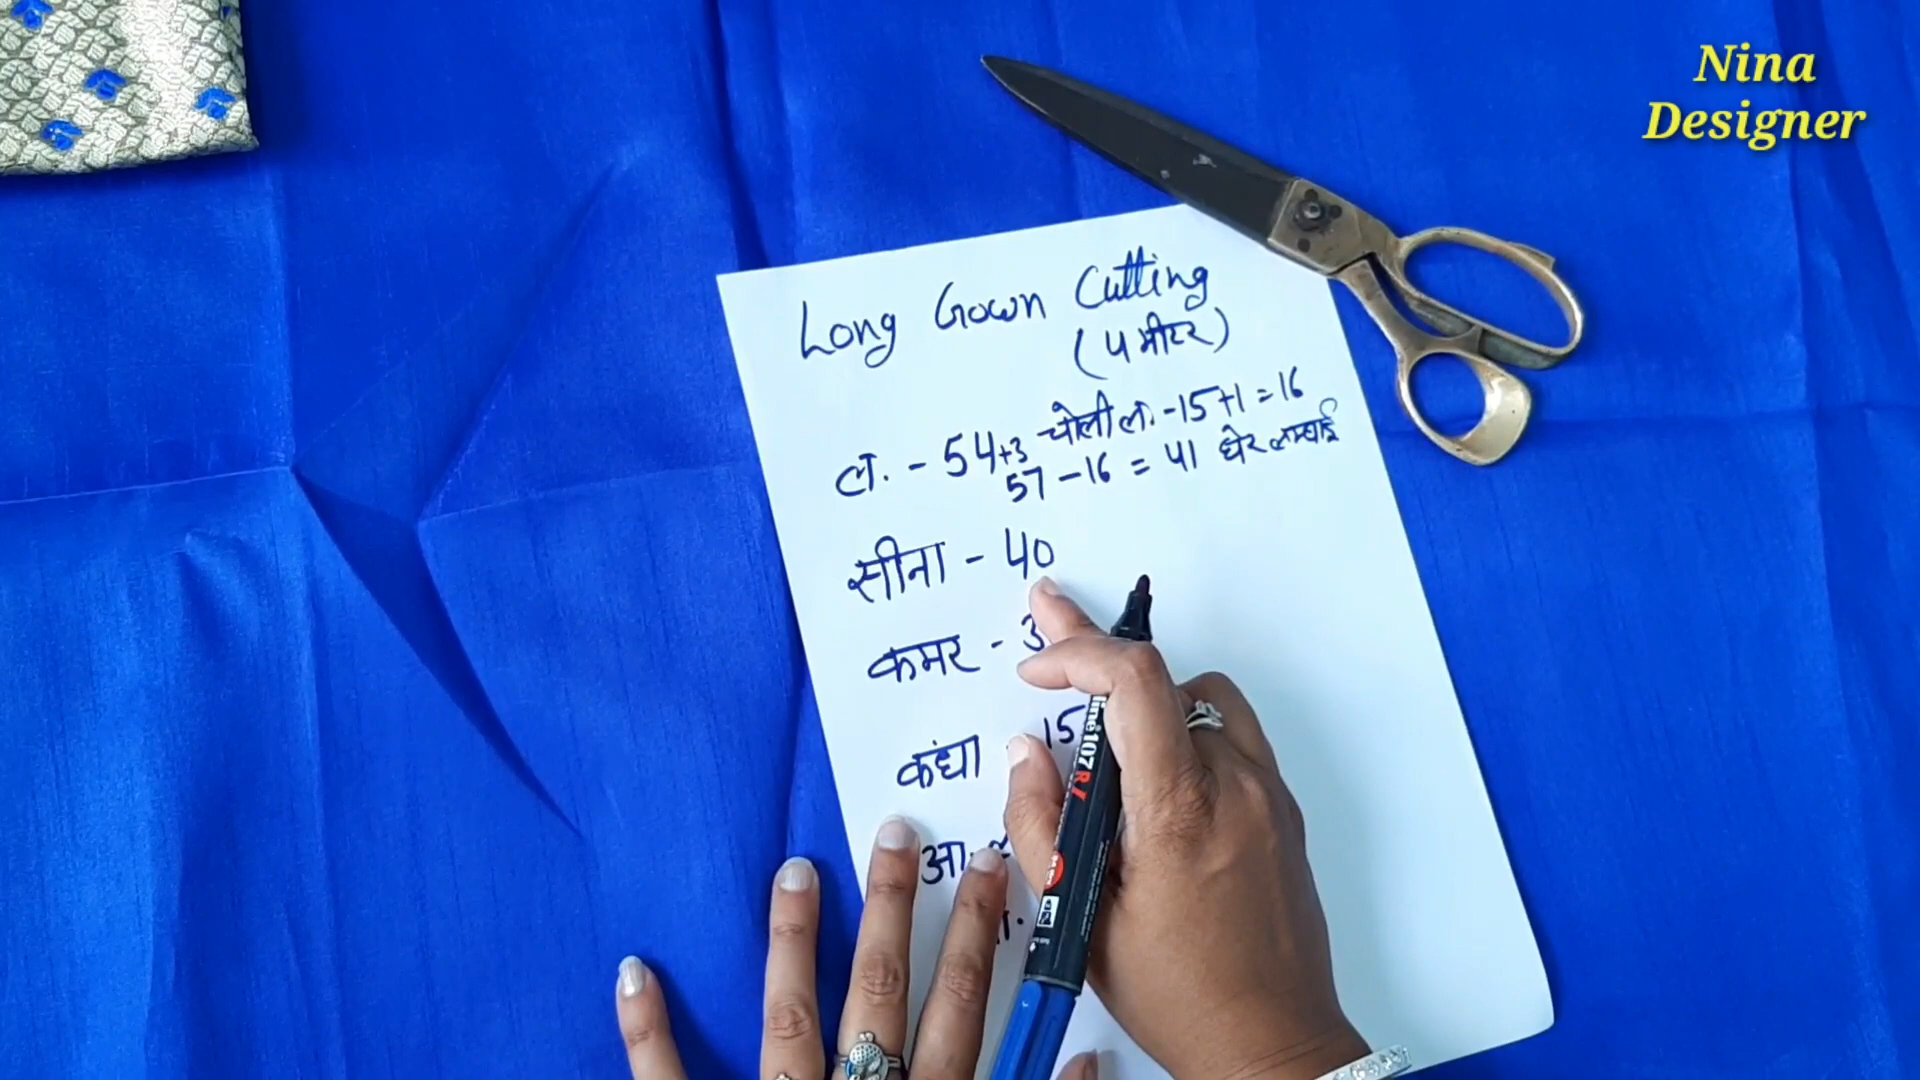 Nina
Designer
Long Gown Cutting
(4 मीटर)
ल. - 54+3 चोली ल. - 15+1 = 16
57 - 16 = 41 घेर लम्बाई
सीना - 40
कमर - 3
कंधा - 15
आ.